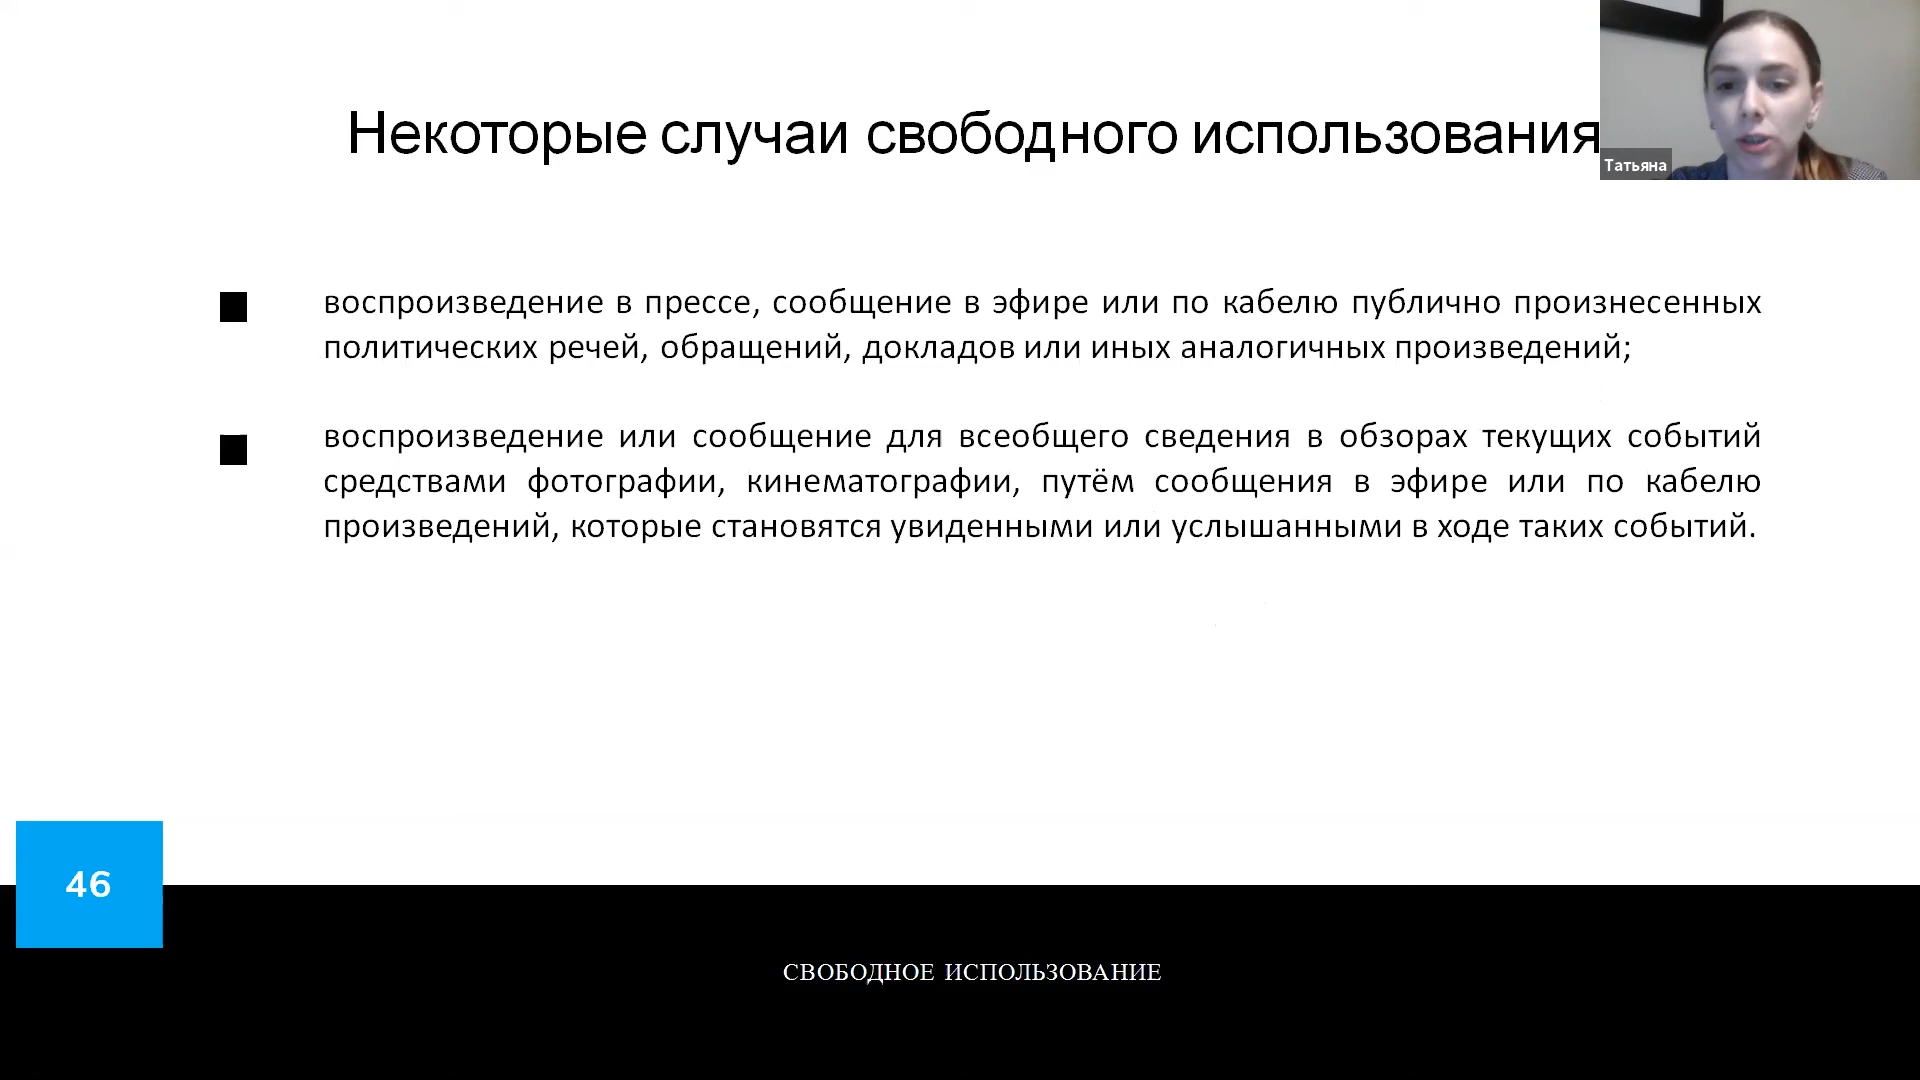 Некоторые случаи свободного использования
Татьяна
воспроизведение в прессе, сообщение в эфире или по кабелю публично произнесенных
политических речей, обращений, докладов или иных аналогичных произведений;
воспроизведение или сообщение для всеобщего сведения в обзорах текущих событий
средствами фотографии, кинематографии, путём сообщения в эфире или по кабелю
произведений, которые становятся увиденными или услышанными в ходе таких событий.
46
СВОБОДНОЕ ИСПОЛЬЗОВАНИЕ